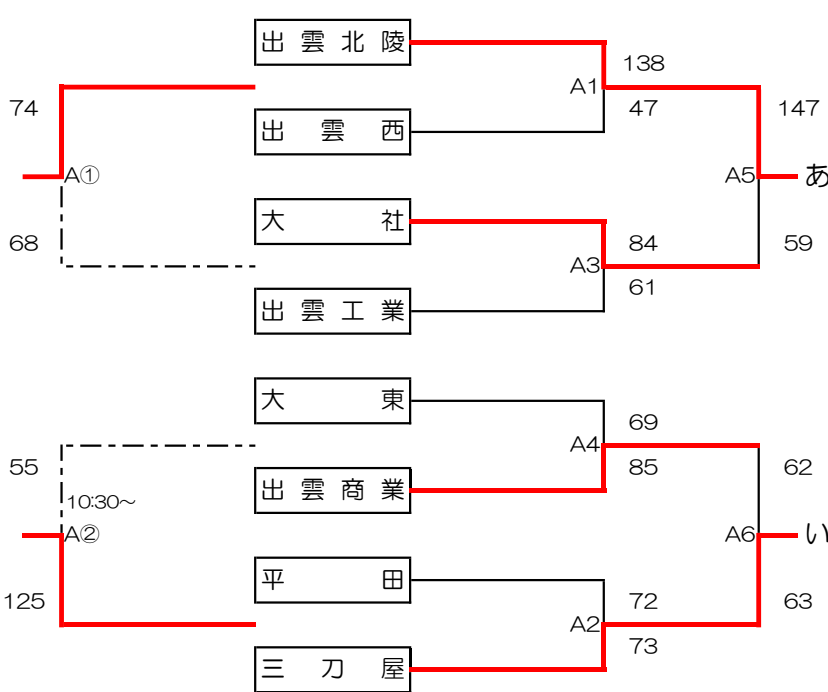 出雲北陵
138
A1
74
47
147
出雲西
A①
A5
あ
大社
68
84
59
A3
61
出雲工業
大東
69
A4
55
85
62
出雲商業
10:30～
A②
A6
い
平田
125
72
63
A2
73
三刀屋